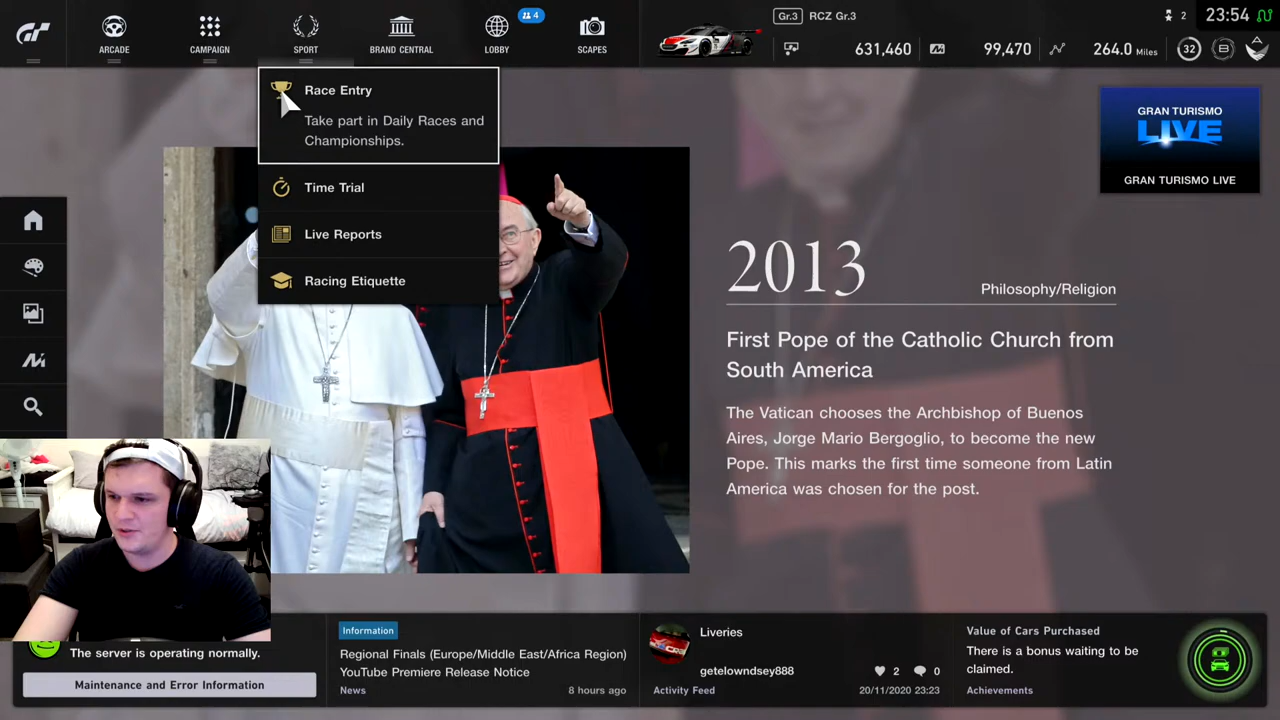 ARCADE
CAMPAIGN
SPORT
BRAND CENTRAL
LOBBY
4
SCAPES
Gr.3 RCZ Gr.3
2 23:54
631,460
99,470
264.0 Miles
32
B
A
Race Entry
Take part in Daily Races and
Championships.
Time Trial
Live Reports
Racing Etiquette
GRAN TURISMO
LIVE
GRAN TURISMO LIVE
2013
Philosophy/Religion
First Pope of the Catholic Church from
South America
The Vatican chooses the Archbishop of Buenos
Aires, Jorge Mario Bergoglio, to become the new
Pope. This marks the first time someone from Latin
America was chosen for the post.
The server is operating normally.
Maintenance and Error Information
Information
Regional Finals (Europe/Middle East/Africa Region)
YouTube Premiere Release Notice
News 8 hours ago
Liveries
getelowndsey888
2 0
Activity Feed 20/11/2020 23:23
Value of Cars Purchased
There is a bonus waiting to be
claimed.
Achievements